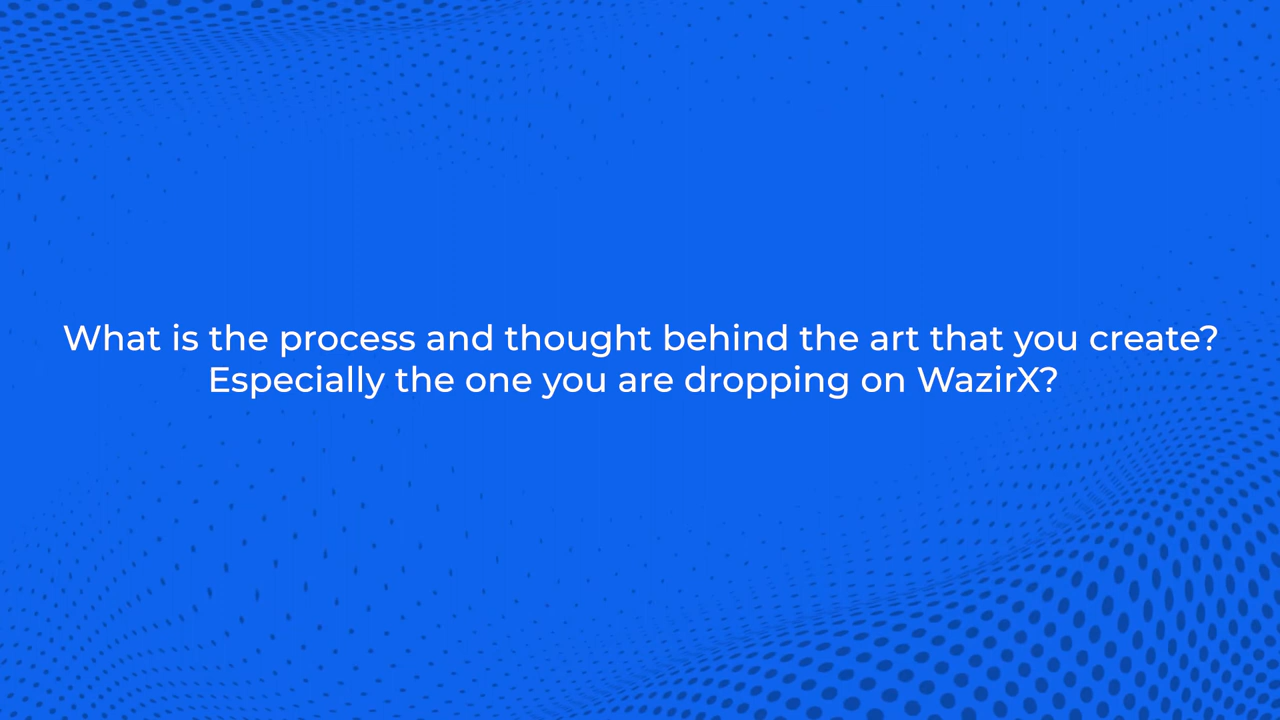 What is the process and thought behind the art that you create?
Especially the one you are dropping on WazirX?